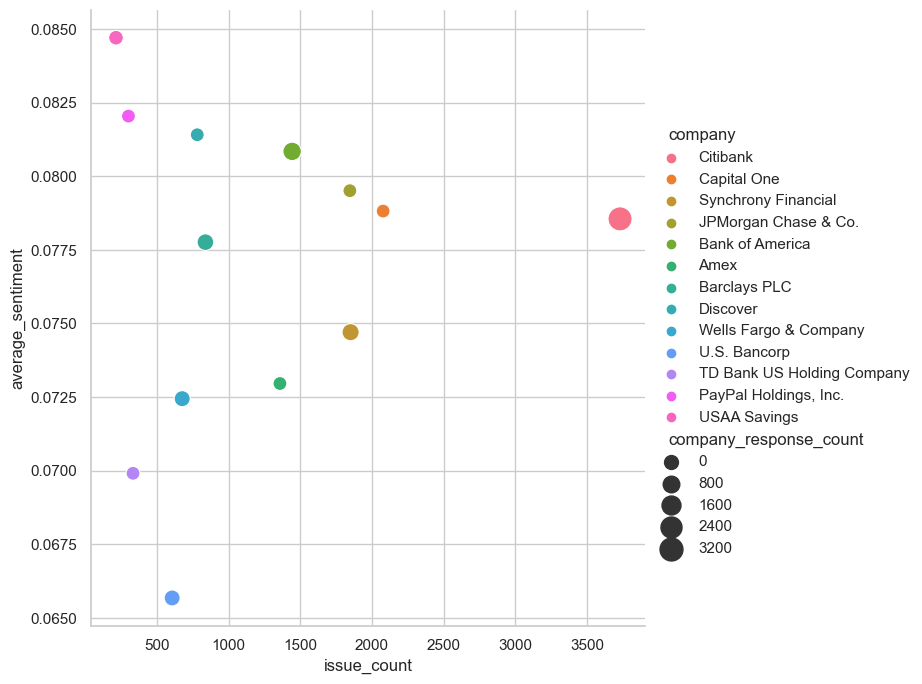 0.0850
0.0825
0.0800
0.0775
0.0750
0.0725
0.0700
0.0675
0.0650
average_sentiment
500 1000 1500 2000 2500 3000 3500
issue_count
company
Citibank
Capital One
Synchrony Financial
JPMorgan Chase & Co.
Bank of America
Amex
Barclays PLC
Discover
Wells Fargo & Company
U.S. Bancorp
TD Bank US Holding Company
PayPal Holdings, Inc.
USAA Savings
company_response_count
0
800
1600
2400
3200